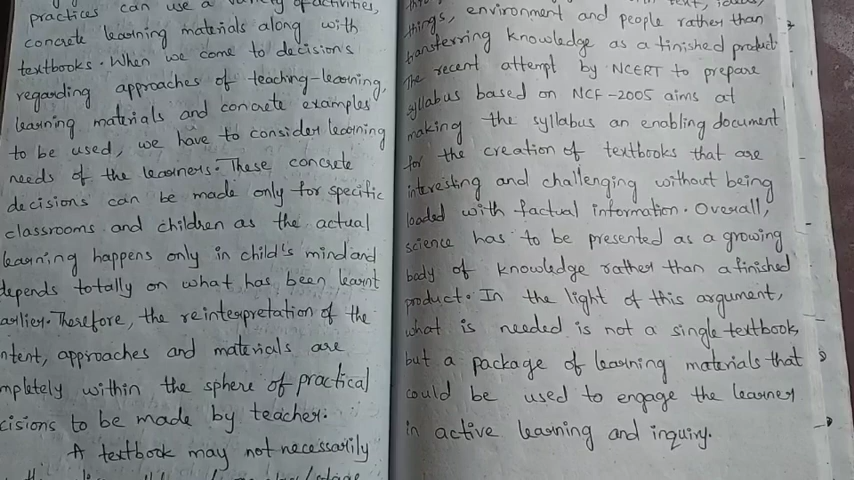 practices can use a variety of activities,
concrete learning materials along with
textbooks. When we come to decisions
regarding approaches of teaching-learning,
learning materials and concrete examples
to be used, we have to consider learning
needs of the learners. These concrete
decisions can be made only for specific
classrooms and children as the actual
learning happens only in child's mind and
depends totally on what has been learnt
arlier. Therefore, the reinterpretation of the
ntent, approaches and materials are
mpletely within the sphere of practical
cisions to be made by teacher.
A textbook may not necessarily
things, environment and people rather than
transferring knowledge as a finished product
The recent attempt by NCERT to prepare
syllabus based on NCF-2005 aims at
making the syllabus an enabling document
for the creation of textbooks that are
interesting and challenging without being
loaded with factual information. Overall,
science has to be presented as a growing
body of knowledge rather than a finished
product. In the light of this argument,
what is needed is not a single textbook,
but a package of learning materials that
could be used to engage the learner
in active learning and inquiry.